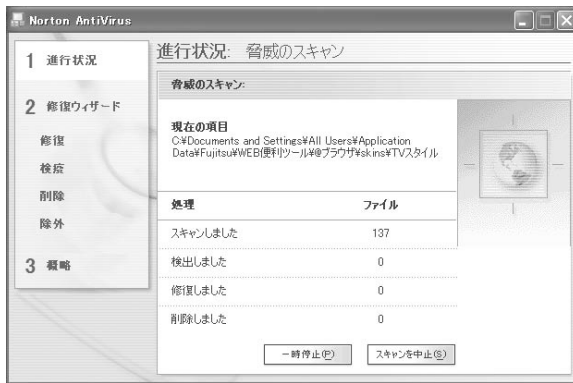 Norton AntiVirus
1 進行状況
2 修復ウィザード
修復
検疫
削除
除外
3 概略
進行状況: 脅威のスキャン
脅威のスキャン:
現在の項目
C:¥Documents and Settings¥All Users¥Application
Data¥Fujitsu¥WEB便利ツール¥@ブラウザ¥skins¥TVスタイル
処理 ファイル
スキャンしました 137
検出しました 0
修復しました 0
削除しました 0
一時停止(P) スキャンを中止(S)